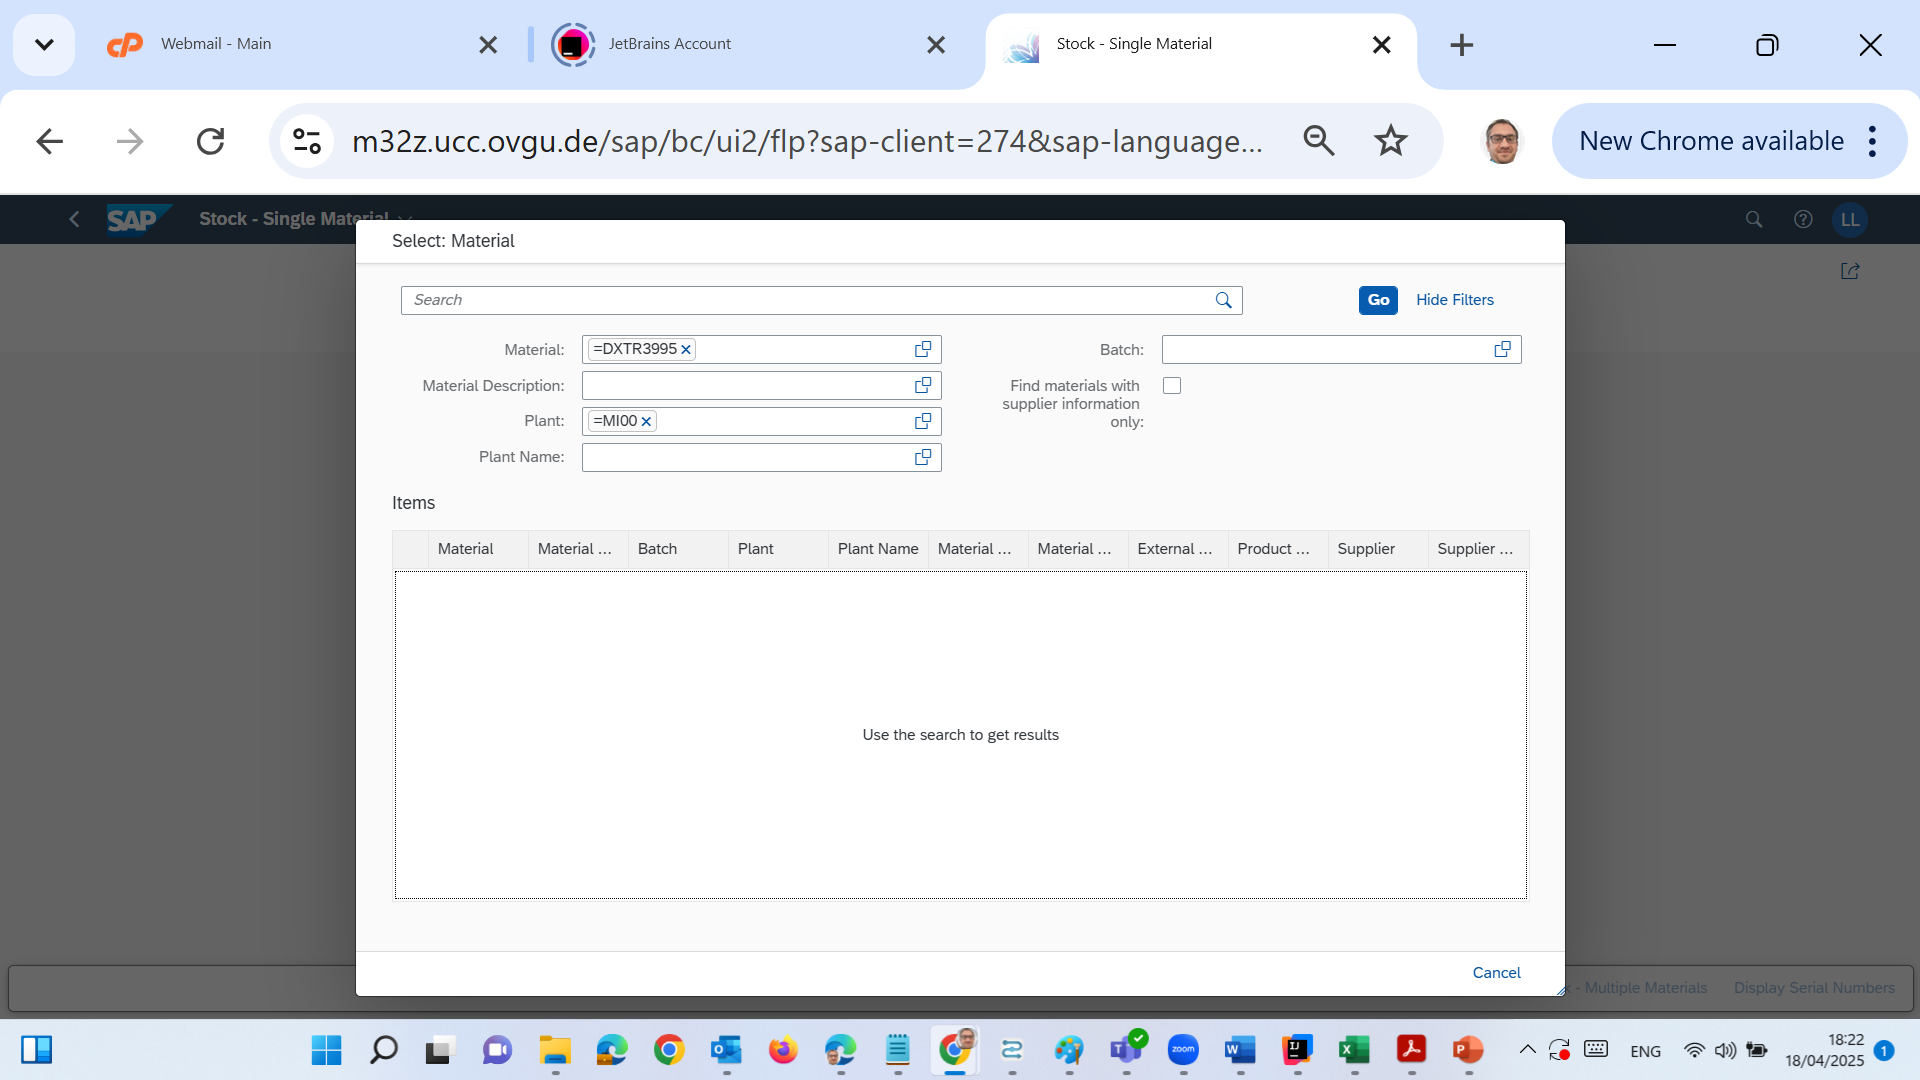 Webmail - Main
JetBrains Account
Stock - Single Material
m32z.ucc.ovgu.de/sap/bc/ui2/flp?sap-client=274&sap-language...
New Chrome available
SAP
Stock - Single Material
LL
Select: Material
Search
Go
Hide Filters
Material:
=DXTR3995
Batch:
Material Description:
Find materials with
supplier information
only:
Plant:
=MI00
Plant Name:
Items
Material
Material ...
Batch
Plant
Plant Name
Material ...
Material ...
External ...
Product ...
Supplier
Supplier ...
Use the search to get results
Cancel
- Multiple Materials
Display Serial Numbers
zoom
ENG
18:22
18/04/2025
1